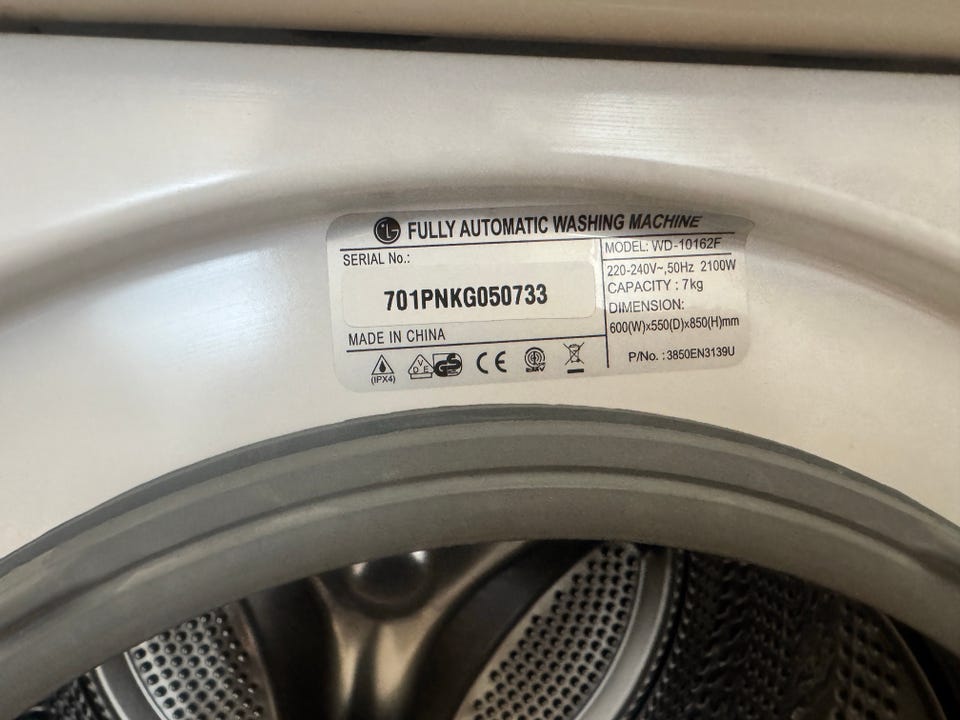 LG FULLY AUTOMATIC WASHING MACHINE
SERIAL No.:
701PNKG050733
MADE IN CHINA
(IPX4)
D V E
GS
CE
MODEL: WD-10162F
220-240V~,50Hz 2100W
CAPACITY : 7kg
DIMENSION:
600(W)x550(D)x850(H)mm
P/No. :3850EN3139U